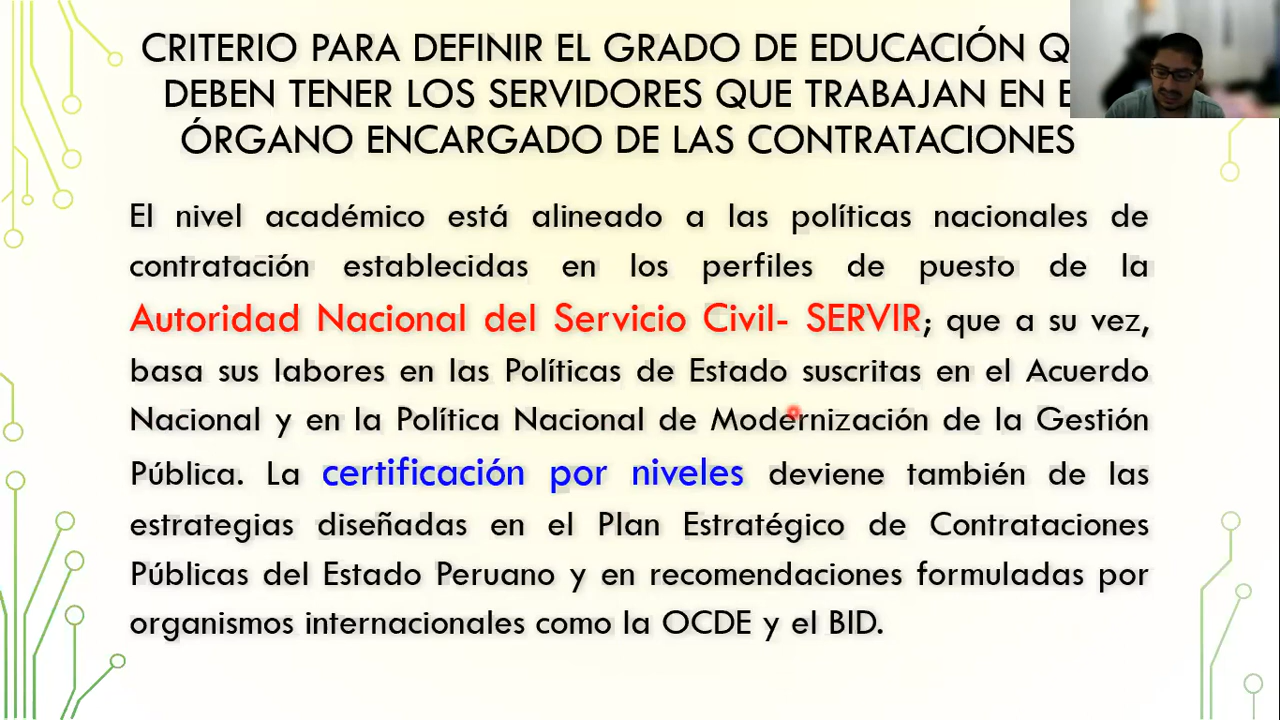 CRITERIO PARA DEFINIR EL GRADO DE EDUCACIÓN
DEBEN TENER LOS SERVIDORES QUE TRABAJAN EN
ÓRGANO ENCARGADO DE LAS CONTRATACIONES
El nivel académico está alineado a las políticas nacionales de
contratación establecidas en los perfiles de puesto de la
Autoridad Nacional del Servicio Civil- SERVIR; que a su vez,
basa sus labores en las Políticas de Estado suscritas en el Acuerdo
Nacional y en la Política Nacional de Modernización de la Gestión
Pública. La certificación por niveles deviene también de las
estrategias diseñadas en el Plan Estratégico de Contrataciones
Públicas del Estado Peruano y en recomendaciones formuladas por
organismos internacionales como la OCDE y el BID.